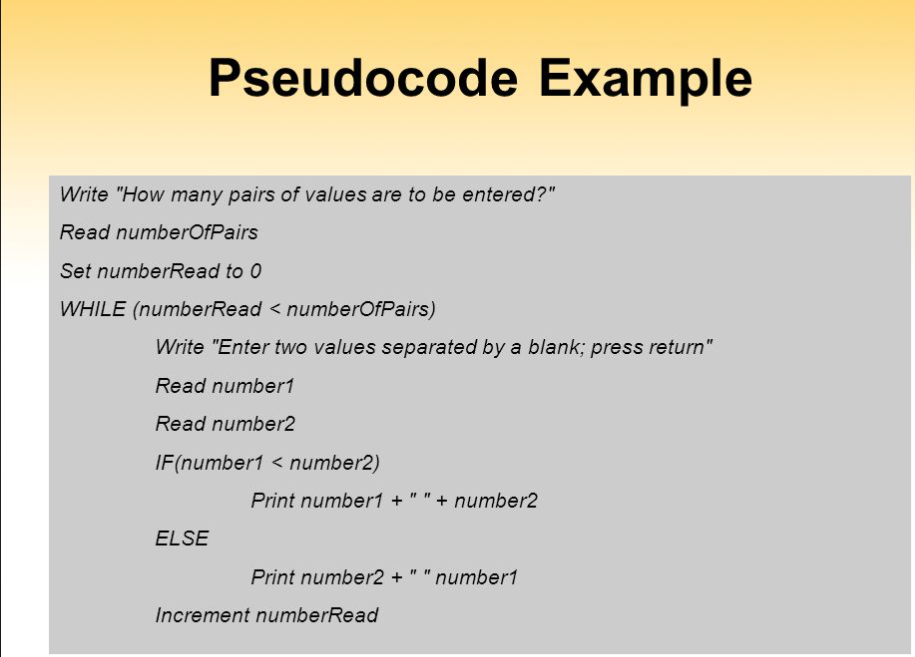 Pseudocode Example
Write "How many pairs of values are to be entered?"
Read numberOfPairs
Set numberRead to 0
WHILE (numberRead < numberOfPairs)
Write "Enter two values separated by a blank; press return"
Read number1
Read number2
IF(number1 < number2)
Print number1 + " " + number2
ELSE
Print number2 + " " number1
Increment numberRead